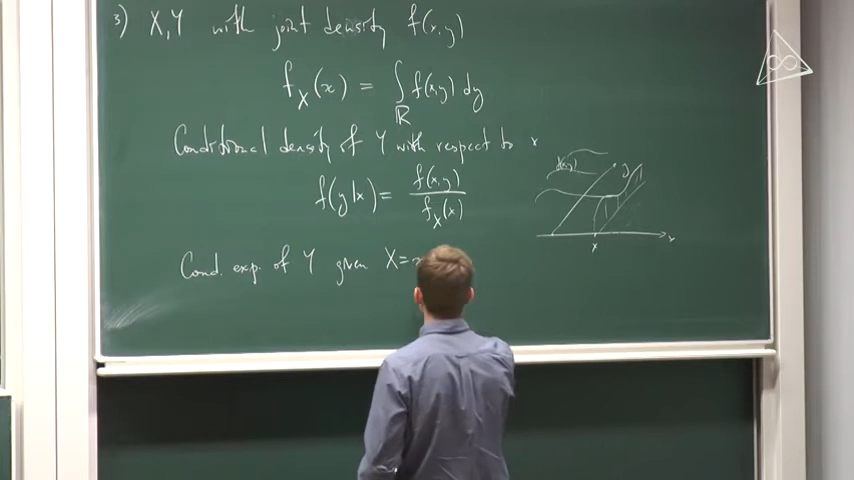 3) X, Y with joint density f(x,y)
f_X(x) = ∫_ℝ f(x,y) dy
Conditional density of Y with respect to x
f(y|x) = f(x,y) / f_X(x)
f(x,y)
y
x
x
Cond. exp. of Y given X=